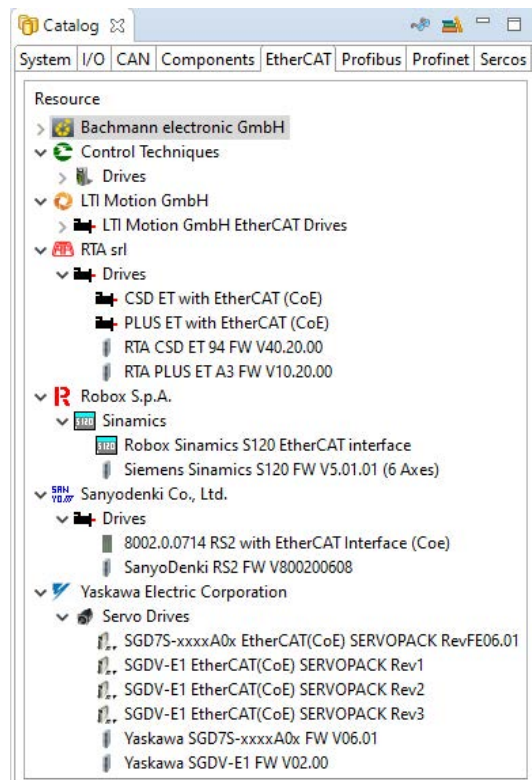 Catalog
System I/O CAN Components EtherCAT Profibus Profinet Sercos
Resource
Bachmann electronic GmbH
Control Techniques
Drives
LTI Motion GmbH
LTI Motion GmbH EtherCAT Drives
RTA srl
Drives
CSD ET with EtherCAT (CoE)
PLUS ET with EtherCAT (CoE)
RTA CSD ET 94 FW V40.20.00
RTA PLUS ET A3 FW V10.20.00
Robox S.p.A.
S120 Sinamics
S120 Robox Sinamics S120 EtherCAT interface
Siemens Sinamics S120 FW V5.01.01 (6 Axes)
Sanyodenki Co., Ltd.
Drives
8002.0.0714 RS2 with EtherCAT Interface (Coe)
SanyoDenki RS2 FW V800200608
Yaskawa Electric Corporation
Servo Drives
SGD7S-xxxxA0x EtherCAT(CoE) SERVOPACK RevFE06.01
SGDV-E1 EtherCAT(CoE) SERVOPACK Rev1
SGDV-E1 EtherCAT(CoE) SERVOPACK Rev2
SGDV-E1 EtherCAT(CoE) SERVOPACK Rev3
Yaskawa SGD7S-xxxxA0x FW V06.01
Yaskawa SGDV-E1 FW V02.00